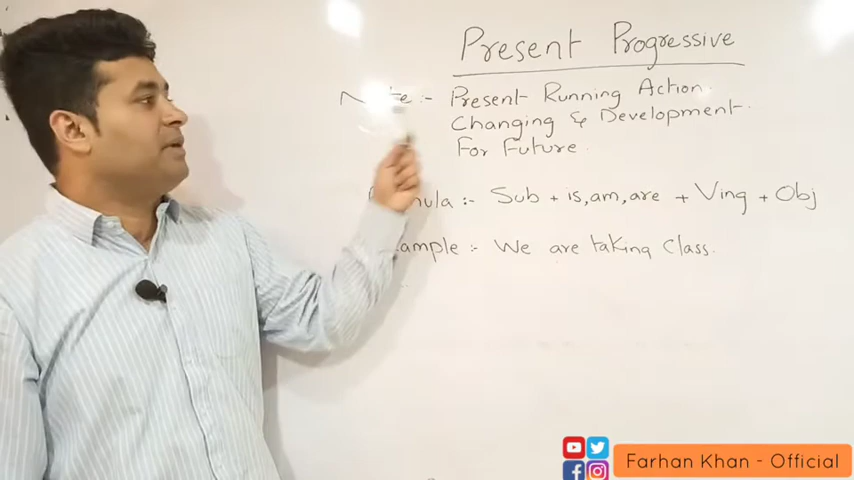 Present Progressive
:- Present Running Action.
Changing & Development.
For Future.
:- Sub + is, am, are + Ving + Obj
:- We are taking Class.
Farhan Khan - Official